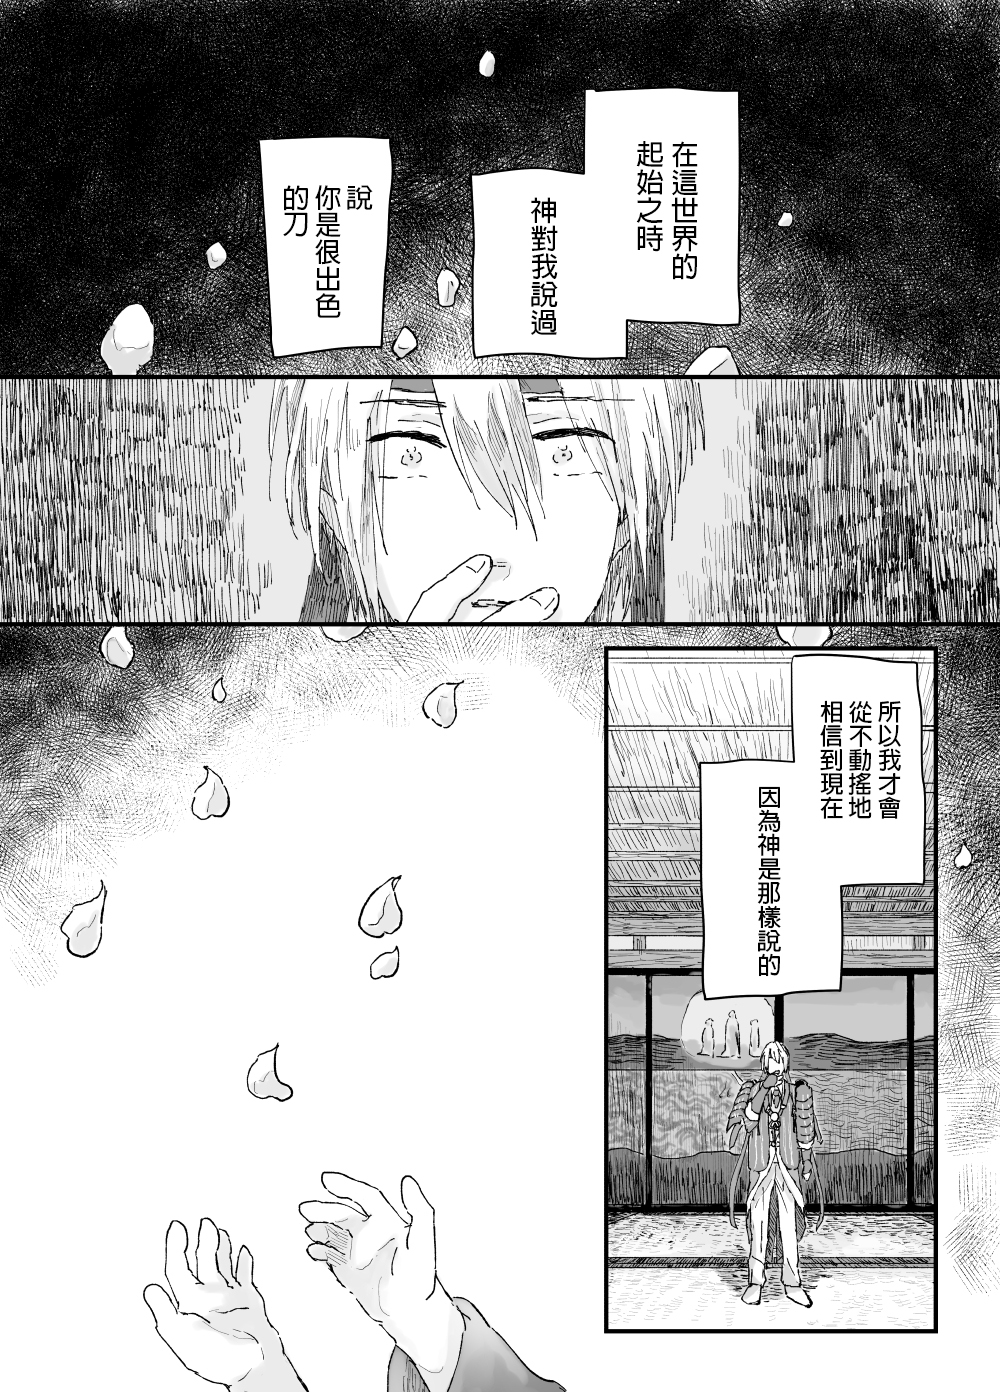 在這世界的
起始之時
神對我說過
說
你是很出色
的刀
所以我才會
從不動搖地
相信到現在
因為神是那樣說的